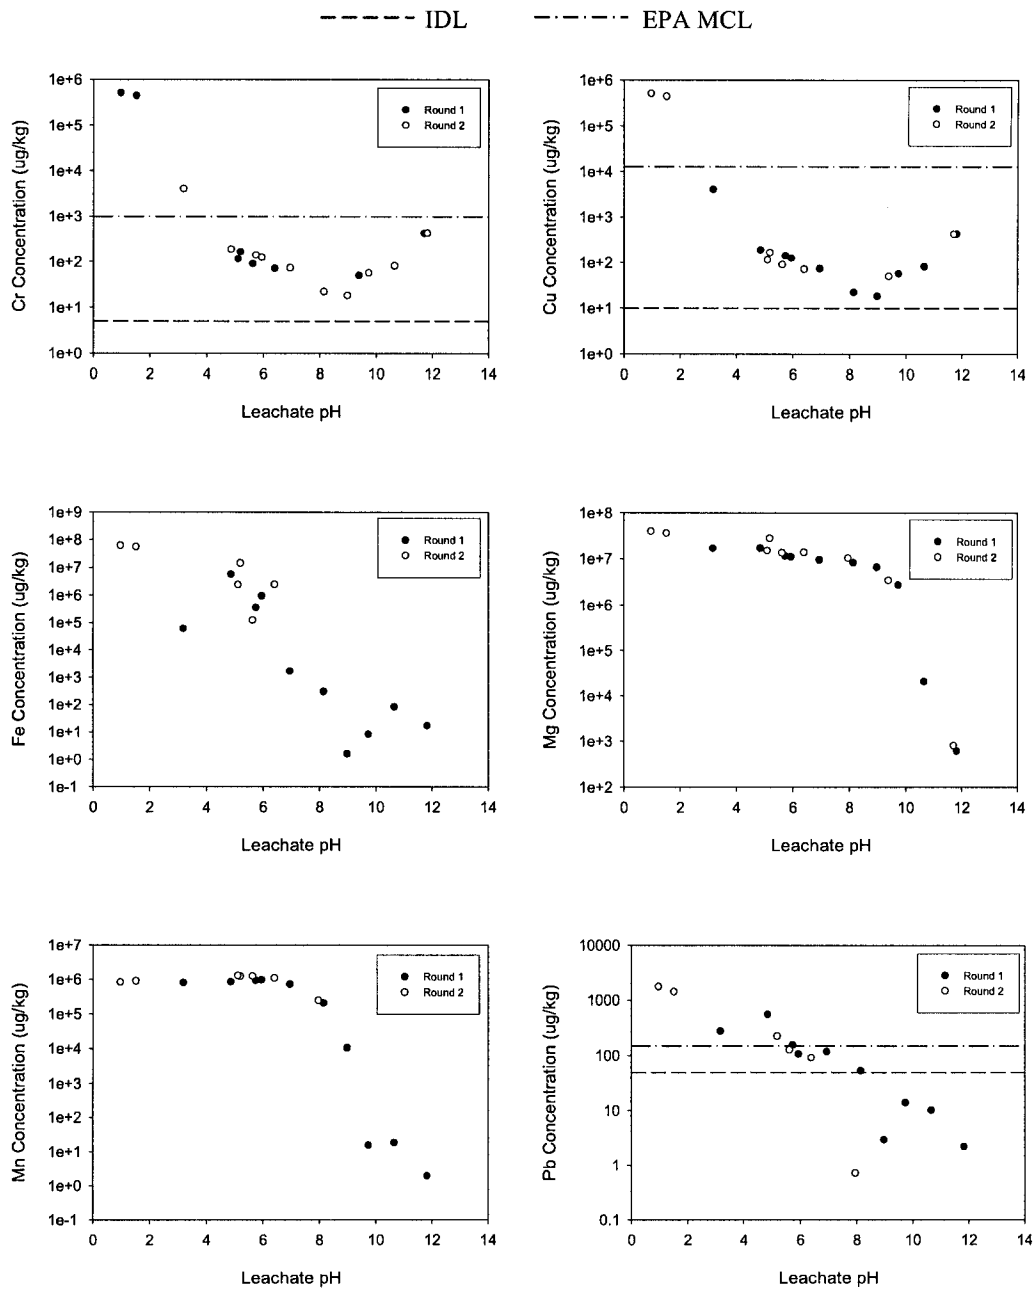 IDL EPA MCL
Cr Concentration (ug/kg)
1e+6
1e+5
1e+4
1e+3
1e+2
1e+1
1e+0
Round 1
Round 2
0 2 4 6 8 10 12 14
Leachate pH
Cu Concentration (ug/kg)
1e+6
1e+5
1e+4
1e+3
1e+2
1e+1
1e+0
Round 1
Round 2
0 2 4 6 8 10 12 14
Leachate pH
Fe Concentration (ug/kg)
1e+9
1e+8
1e+7
1e+6
1e+5
1e+4
1e+3
1e+2
1e+1
1e+0
1e-1
Round 1
Round 2
0 2 4 6 8 10 12 14
Leachate pH
Mg Concentration (ug/kg)
1e+8
1e+7
1e+6
1e+5
1e+4
1e+3
1e+2
Round 1
Round 2
0 2 4 6 8 10 12 14
Leachate pH
Mn Concentration (ug/kg)
1e+7
1e+6
1e+5
1e+4
1e+3
1e+2
1e+1
1e+0
1e-1
Round 1
Round 2
0 2 4 6 8 10 12 14
Leachate pH
Pb Concentration (ug/kg)
10000
1000
100
10
1
0.1
Round 1
Round 2
0 2 4 6 8 10 12 14
Leachate pH